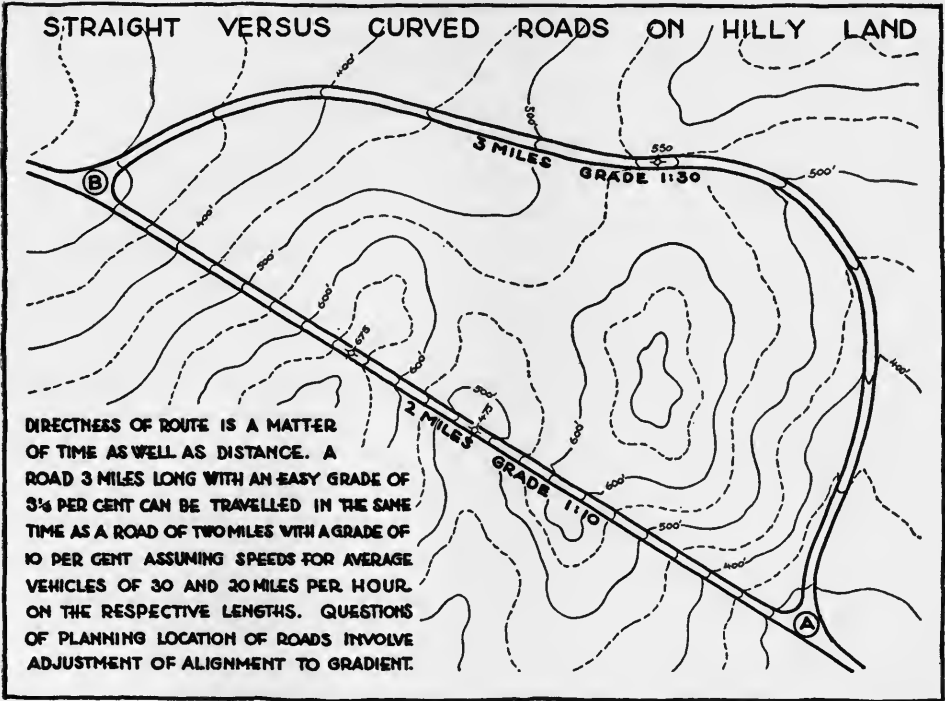 STRAIGHT VERSUS CURVED ROADS ON HILLY LAND
400'
500'
550
3 MILES GRADE 1:30
500'
B
400'
500'
600'
675
600'
400'
500'
475
2 MILES GRADE 1:10
600'
600'
500'
400'
A
DIRECTNESS OF ROUTE IS A MATTER
OF TIME AS WELL AS DISTANCE. A
ROAD 3 MILES LONG WITH AN EASY GRADE OF
3⅓ PER CENT CAN BE TRAVELLED IN THE SAME
TIME AS A ROAD OF TWO MILES WITH A GRADE OF
10 PER CENT ASSUMING SPEEDS FOR AVERAGE
VEHICLES OF 30 AND 20 MILES PER HOUR
ON THE RESPECTIVE LENGTHS. QUESTIONS
OF PLANNING LOCATION OF ROADS INVOLVE
ADJUSTMENT OF ALIGNMENT TO GRADIENT.